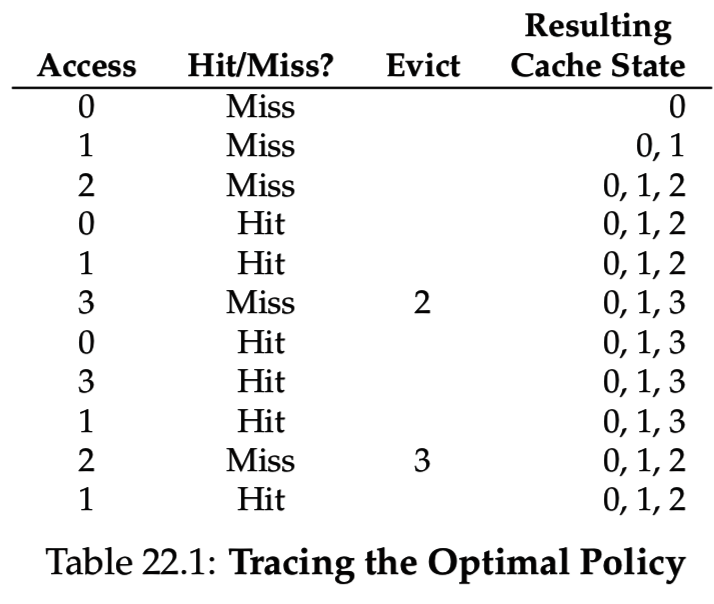 Resulting
Access Hit/Miss? Evict Cache State
0 Miss 0
1 Miss 0, 1
2 Miss 0, 1, 2
0 Hit 0, 1, 2
1 Hit 0, 1, 2
3 Miss 2 0, 1, 3
0 Hit 0, 1, 3
3 Hit 0, 1, 3
1 Hit 0, 1, 3
2 Miss 3 0, 1, 2
1 Hit 0, 1, 2
Table 22.1: Tracing the Optimal Policy